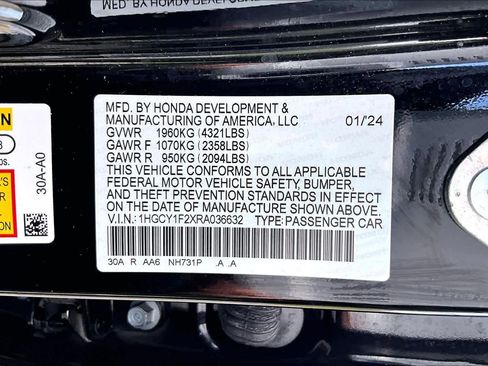 MFD. BY HONDA DEVELOPMENT &
MANUFACTURING OF AMERICA, LLC 01/24
GVWR 1960KG (4321LBS)
GAWR F 1070KG (2358LBS)
GAWR R 950KG (2094LBS)
THIS VEHICLE CONFORMS TO ALL APPLICABLE
FEDERAL MOTOR VEHICLE SAFETY, BUMPER,
AND THEFT PREVENTION STANDARDS IN EFFECT
ON THE DATE OF MANUFACTURE SHOWN ABOVE.
V.I.N.: 1HGCY1F2XRA036632 TYPE: PASSENGER CAR
30A R AA6 NH731P .A .A
30A-A0